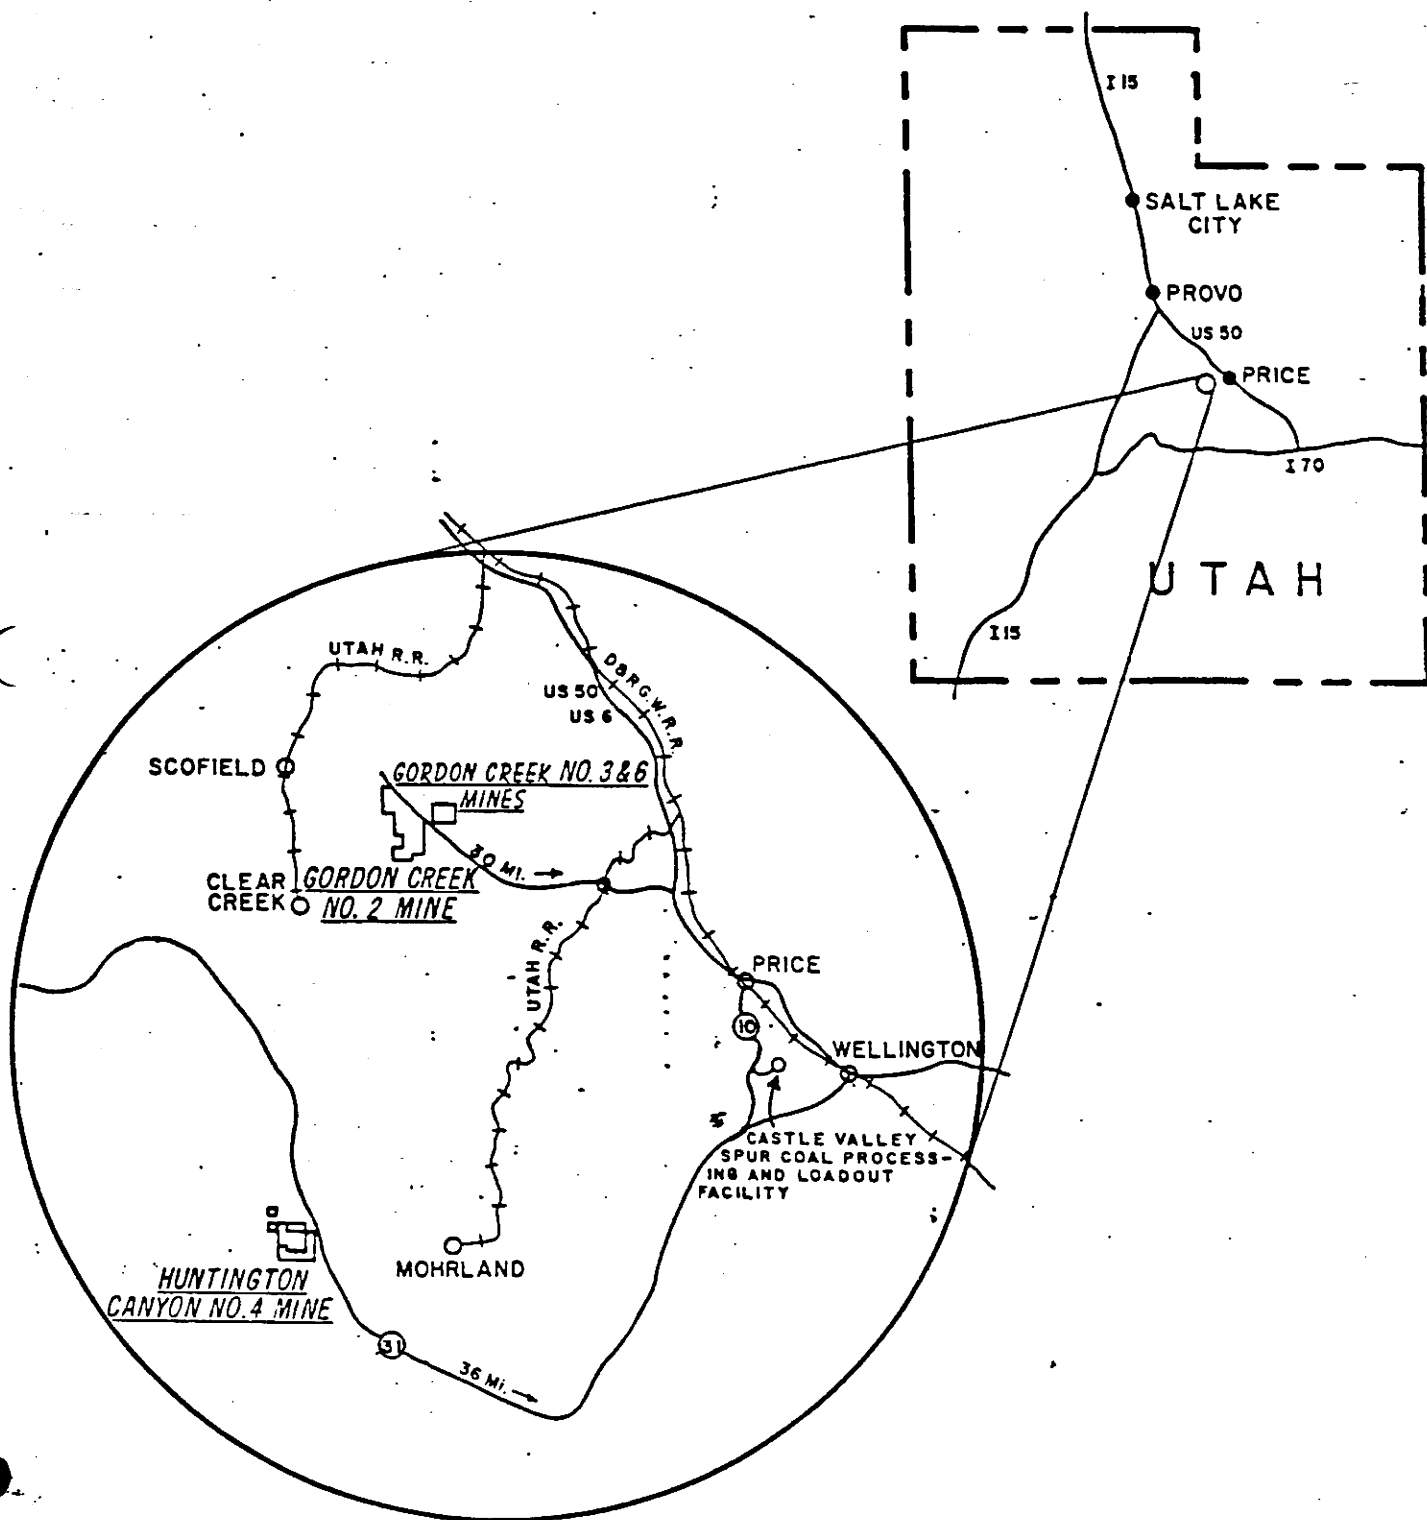 I 15
SALT LAKE
CITY
PROVO
US 50
PRICE
I 70
UTAH
I 15
UTAH R.R.
D&R.G.W.R.R.
US 50
US 6
SCOFIELD
GORDON CREEK NO. 3&6
MINES
30 MI.
CLEAR
CREEK
GORDON CREEK
NO. 2 MINE
UTAH R.R.
PRICE
10
WELLINGTON
CASTLE VALLEY
SPUR COAL PROCESS-
ING AND LOADOUT
FACILITY
MOHRLAND
HUNTINGTON
CANYON NO. 4 MINE
31
36 Mi.